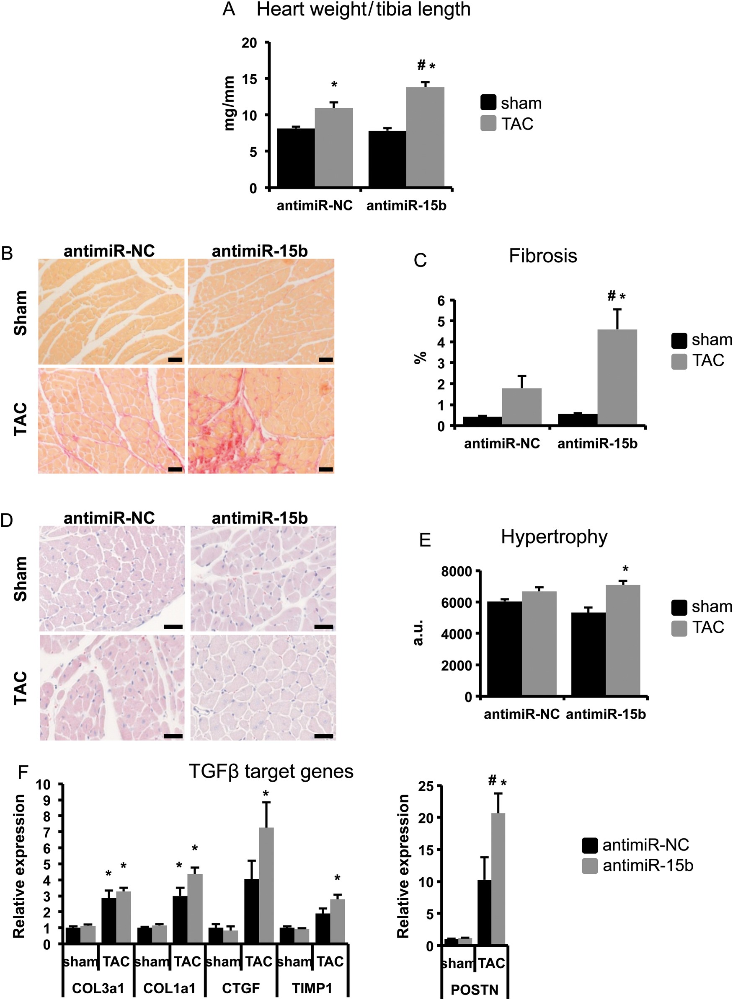 A Heart weight/tibia length
20
15
10
5
0
mg/mm
*
# *
antimiR-NC antimiR-15b
sham
TAC
B antimiR-NC antimiR-15b
Sham
TAC
C Fibrosis
6
5
4
3
2
1
0
%
# *
antimiR-NC antimiR-15b
sham
TAC
D antimiR-NC antimiR-15b
Sham
TAC
E Hypertrophy
8000
6000
4000
2000
0
a.u.
*
antimiR-NC antimiR-15b
sham
TAC
F TGFβ target genes
10
9
8
7
6
5
4
3
2
1
0
Relative expression
* * * * * *
sham TAC sham TAC sham TAC sham TAC
COL3a1 COL1a1 CTGF TIMP1
25
20
15
10
5
0
Relative expression
# *
sham TAC
POSTN
antimiR-NC
antimiR-15b